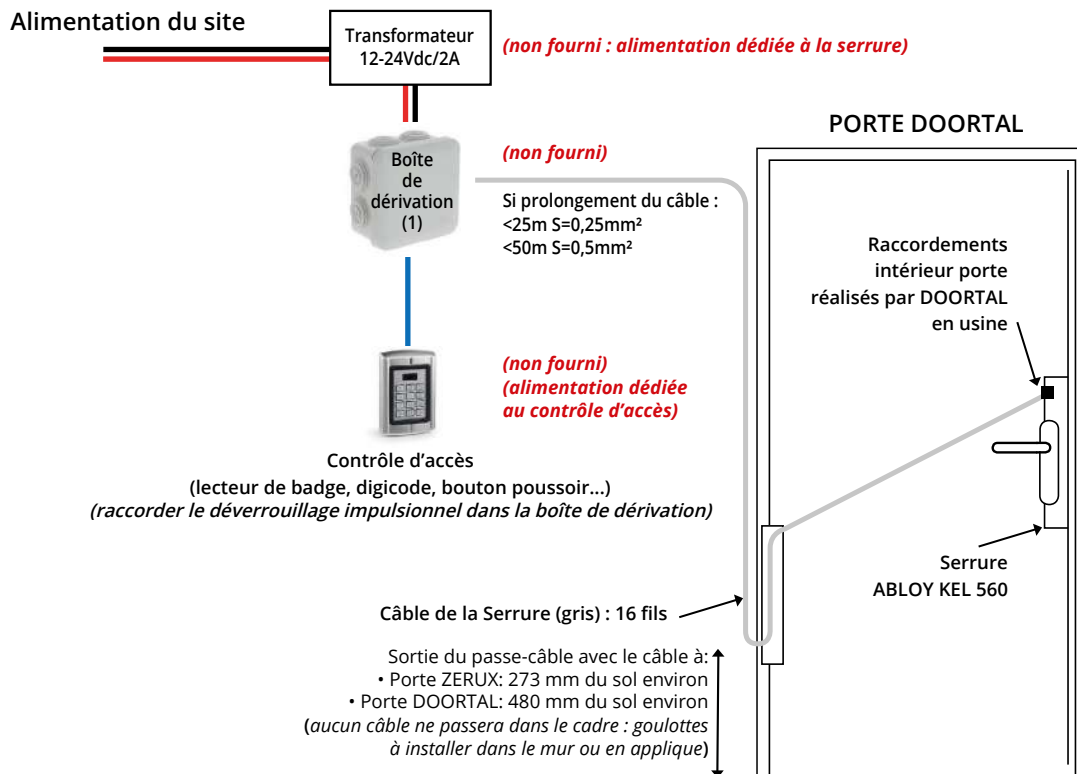 Alimentation du site
Transformateur
12-24Vdc/2A
(non fourni : alimentation dédiée à la serrure)
PORTE DOORTAL
Boîte
de
dérivation
(1)
(non fourni)
Si prolongement du câble :
<25m S=0,25mm²
<50m S=0,5mm²
Raccordements
intérieur porte
réalisés par DOORTAL
en usine
(non fourni)
(alimentation dédiée
au contrôle d’accès)
Contrôle d’accès
(lecteur de badge, digicode, bouton poussoir...)
(raccorder le déverrouillage impulsionnel dans la boîte de dérivation)
Serrure
ABLOY KEL 560
Câble de la Serrure (gris) : 16 fils
Sortie du passe-câble avec le câble à:
• Porte ZERUX: 273 mm du sol environ
• Porte DOORTAL: 480 mm du sol environ
(aucun câble ne passera dans le cadre : goulottes
à installer dans le mur ou en applique)